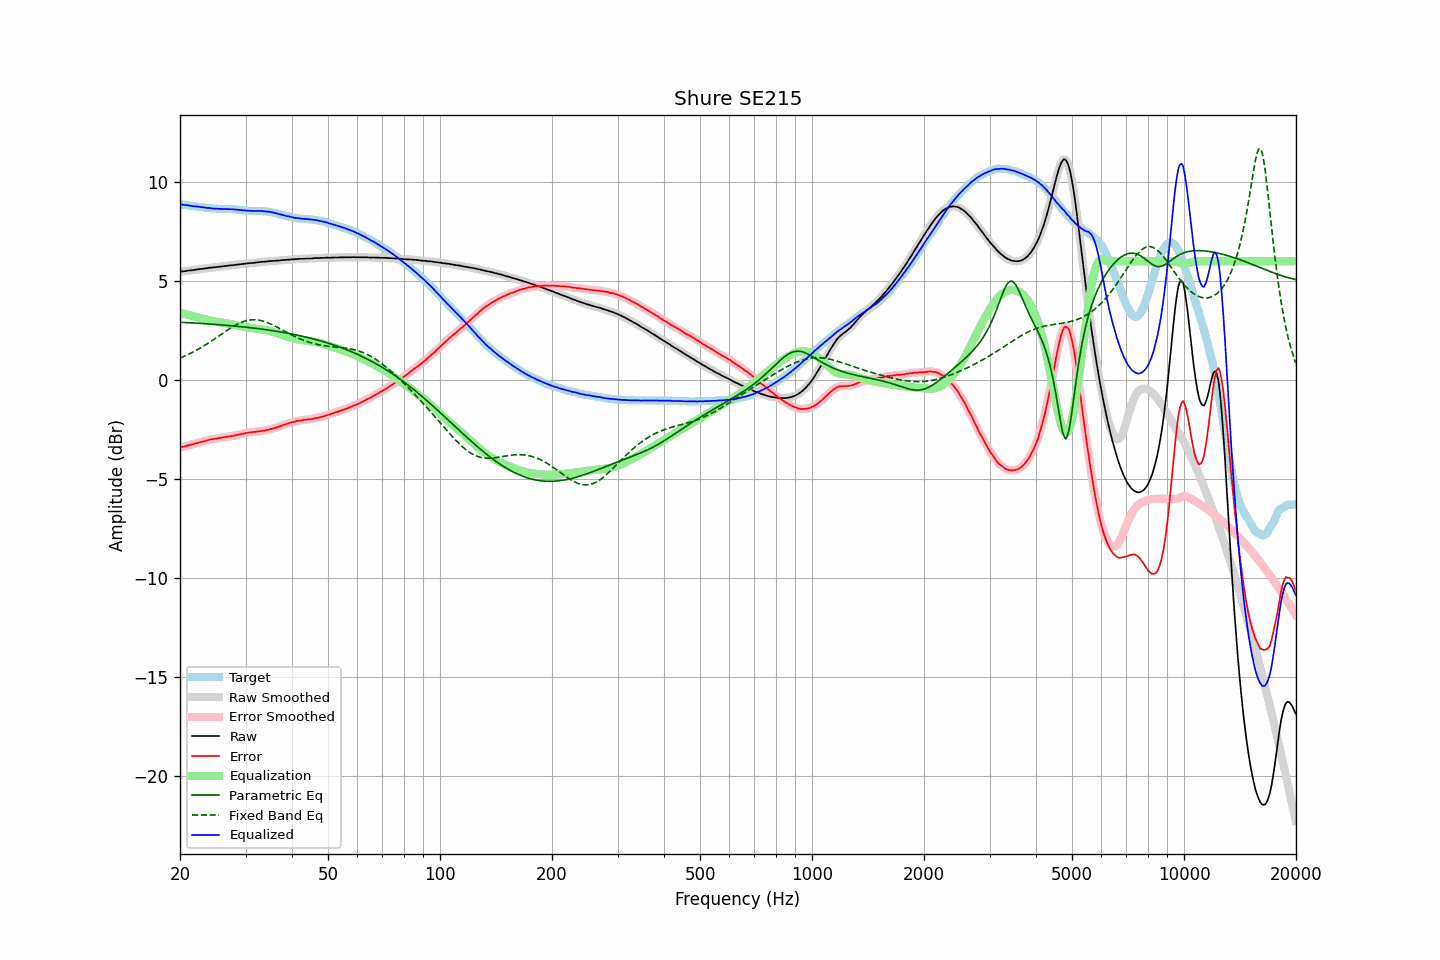 Shure SE215
Amplitude (dBr)
10
5
0
−5
−10
−15
−20
Target
Raw Smoothed
Error Smoothed
Raw
Error
Equalization
Parametric Eq
Fixed Band Eq
Equalized
20 50 100 200 500 1000 2000 5000 10000 20000
Frequency (Hz)